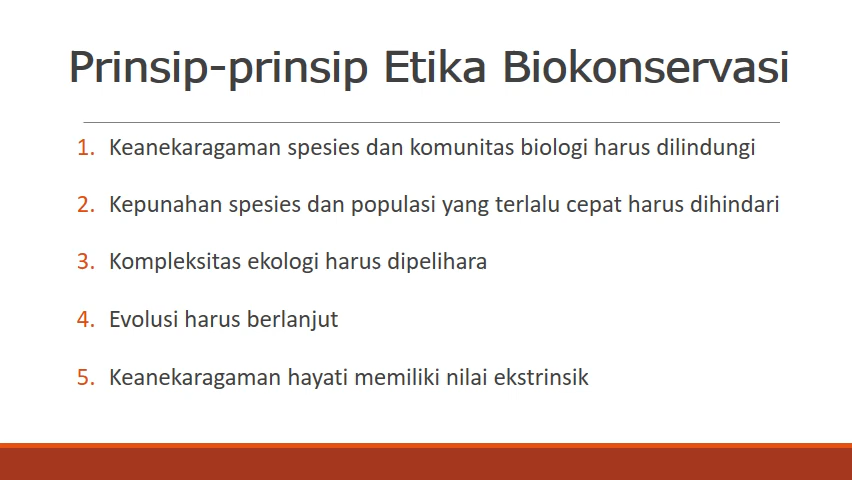 Prinsip-prinsip Etika Biokonservasi
1. Keanekaragaman spesies dan komunitas biologi harus dilindungi
2. Kepunahan spesies dan populasi yang terlalu cepat harus dihindari
3. Kompleksitas ekologi harus dipelihara
4. Evolusi harus berlanjut
5. Keanekaragaman hayati memiliki nilai ekstrinsik